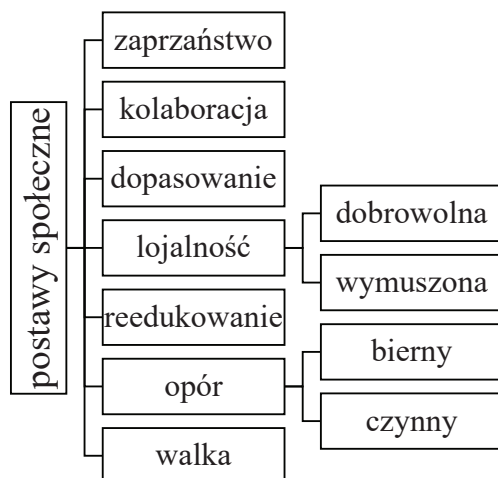 postawy społeczne
zaprzaństwo
kolaboracja
dopasowanie
lojalność
dobrowolna
wymuszona
reedukowanie
opór
bierny
czynny
walka